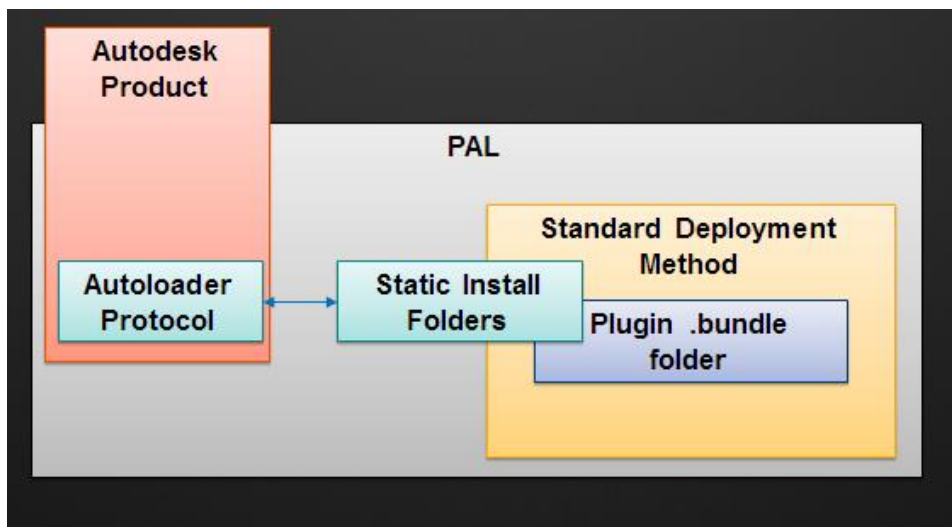 Autodesk
Product
PAL
Standard Deployment
Method
Autoloader
Protocol
Static Install
Folders
Plugin .bundle
folder